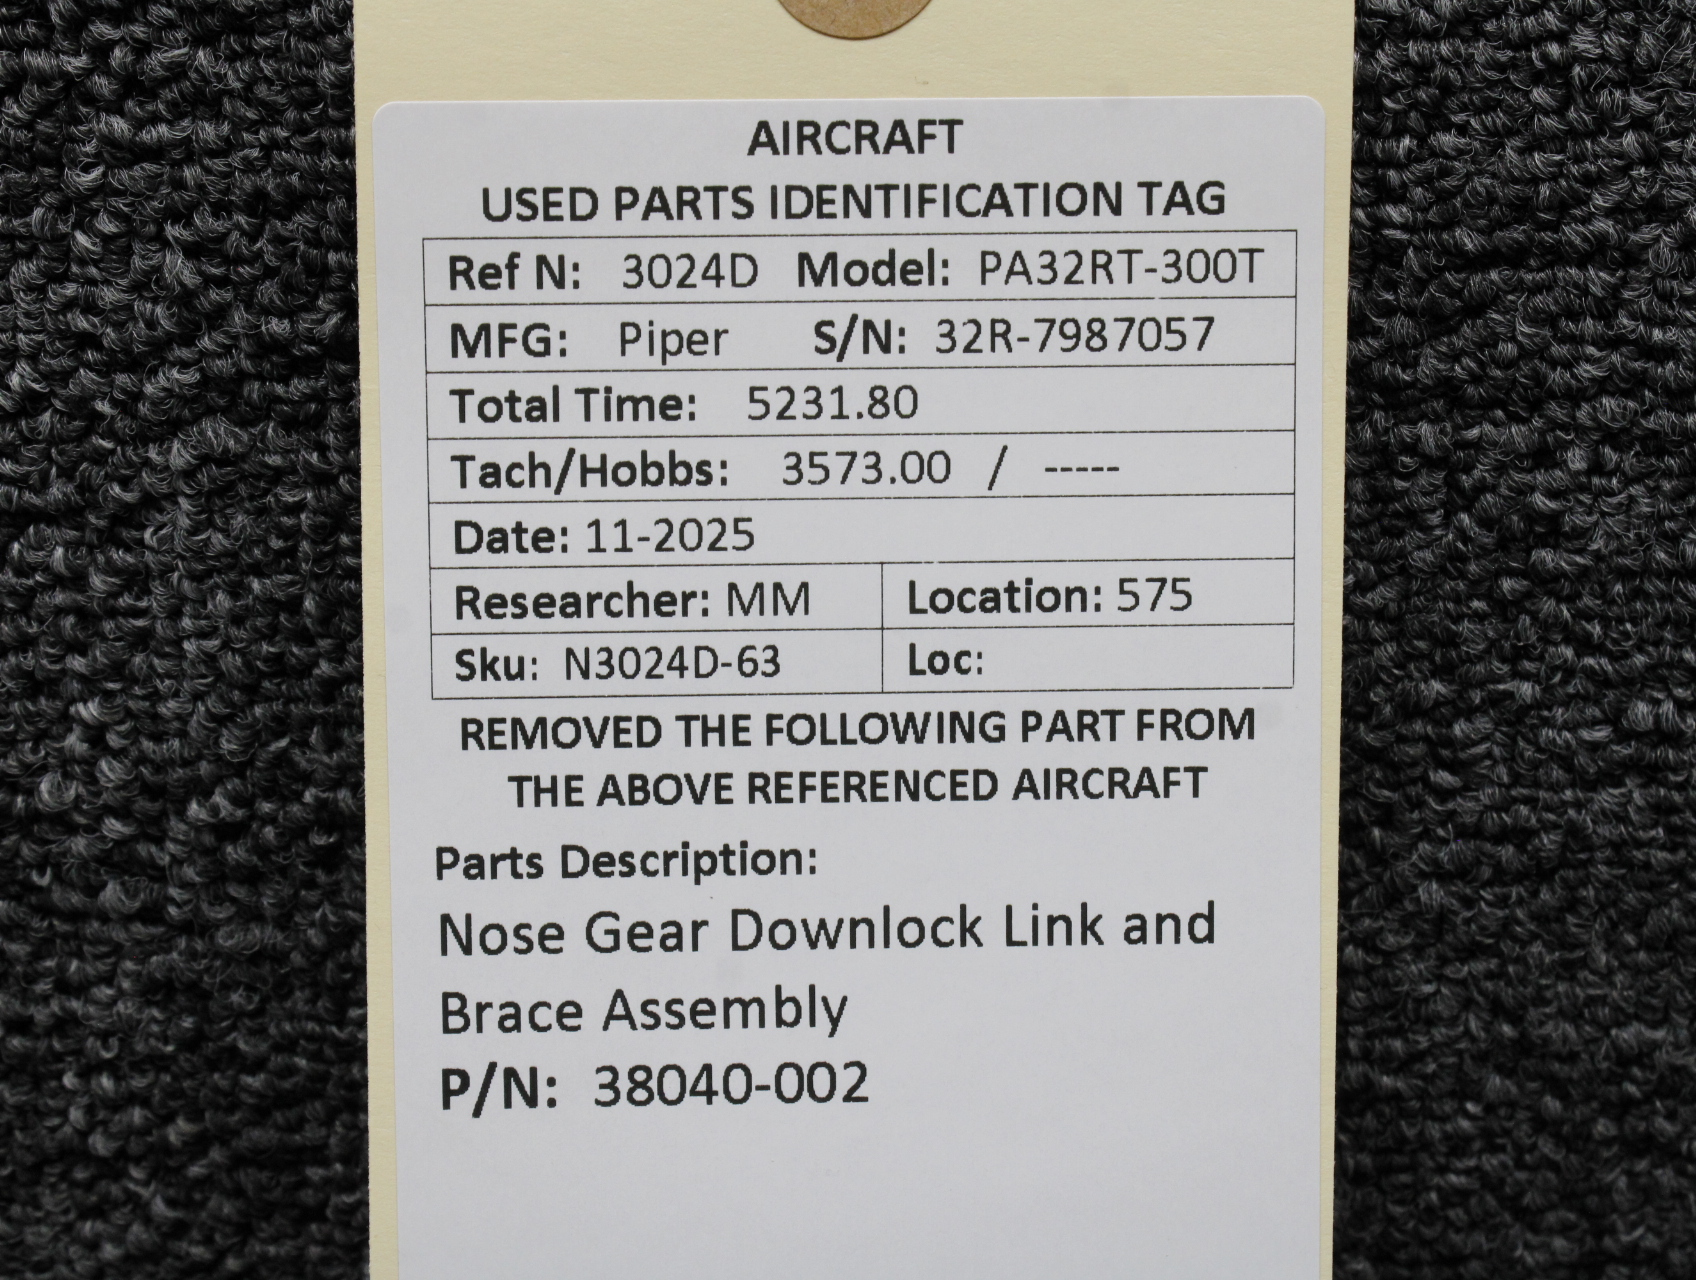 AIRCRAFT
USED PARTS IDENTIFICATION TAG
Ref N: 3024D Model: PA32RT-300T
MFG: Piper S/N: 32R-7987057
Total Time: 5231.80
Tach/Hobbs: 3573.00 / -----
Date: 11-2025
Researcher: MM Location: 575
Sku: N3024D-63 Loc:
REMOVED THE FOLLOWING PART FROM
THE ABOVE REFERENCED AIRCRAFT
Parts Description:
Nose Gear Downlock Link and
Brace Assembly
P/N: 38040-002